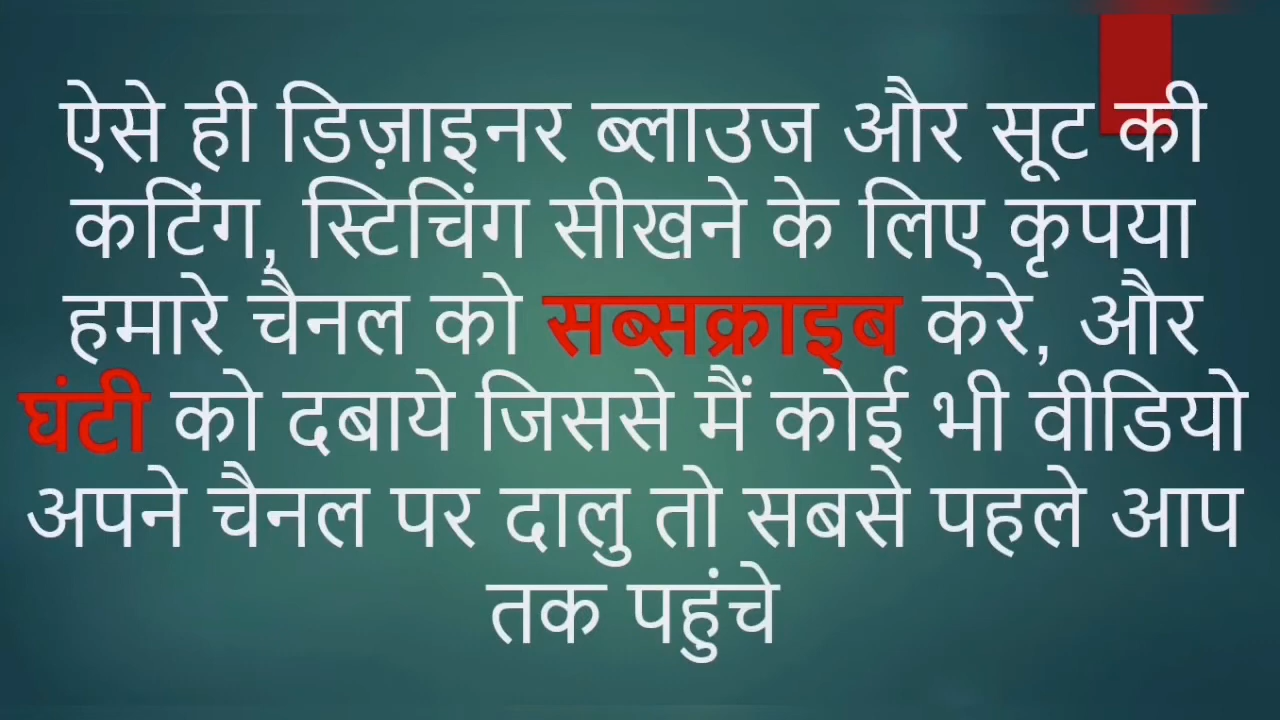 ऐसे ही डिज़ाइनर ब्लाउज और सूट की
कटिंग, स्टिचिंग सीखने के लिए कृपया
हमारे चैनल को सब्सक्राइब करे, और
घंटी को दबाये जिससे मैं कोई भी वीडियो
अपने चैनल पर दालु तो सबसे पहले आप
तक पहुंचे